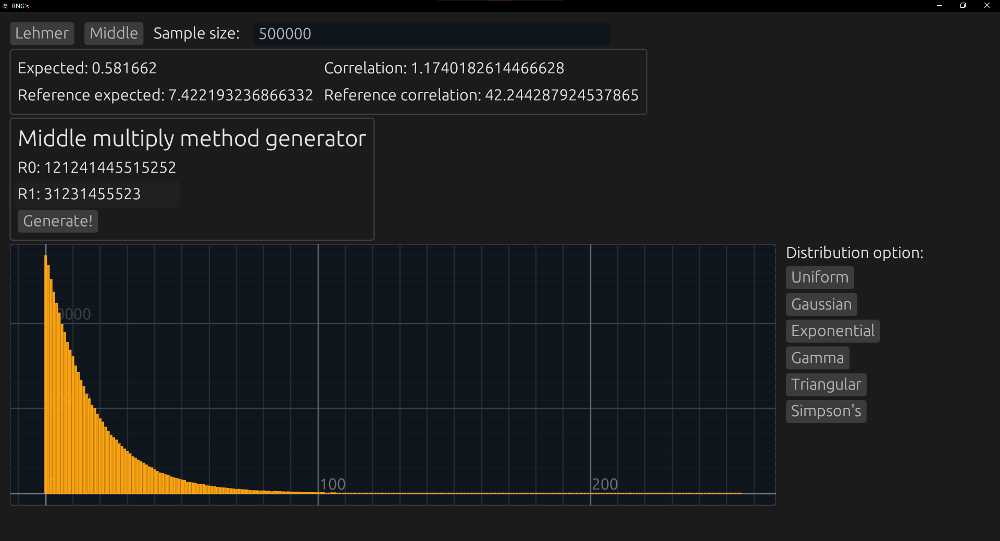 e RNG's
Lehmer Middle Sample size: 500000
Expected: 0.581662 Correlation: 1.1740182614466628
Reference expected: 7.422193236866332 Reference correlation: 42.244287924537865
Middle multiply method generator
R0: 121241445515252
R1: 31231455523
Generate!
Distribution option:
Uniform
Gaussian
Exponential
Gamma
Triangular
Simpson's
0 100 200